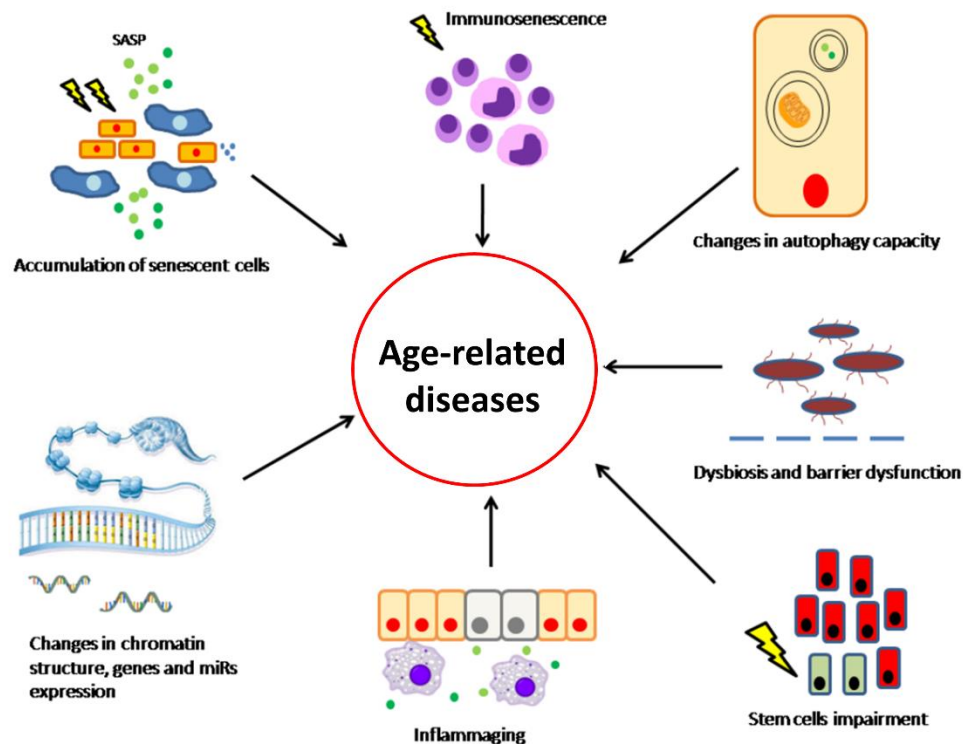 SASP
Immunosenescence
Accumulation of senescent cells
Changes in autophagy capacity
Age-related
diseases
Dysbiosis and barrier dysfunction
Changes in chromatin
structure, genes and miRs
expression
Inflammaging
Stem cells impairment